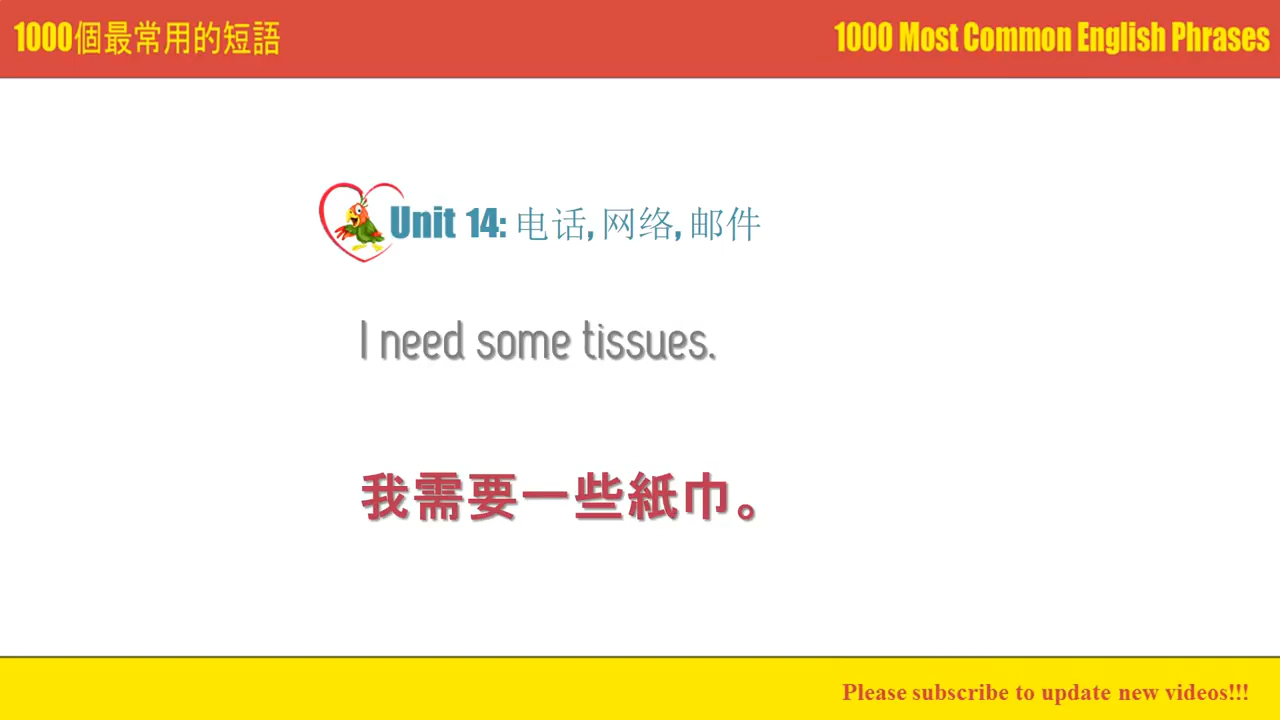 1000個最常用的短語
1000 Most Common English Phrases
Unit 14: 电话, 网络, 邮件
I need some tissues.
我需要一些紙巾。
Please subscribe to update new videos!!!